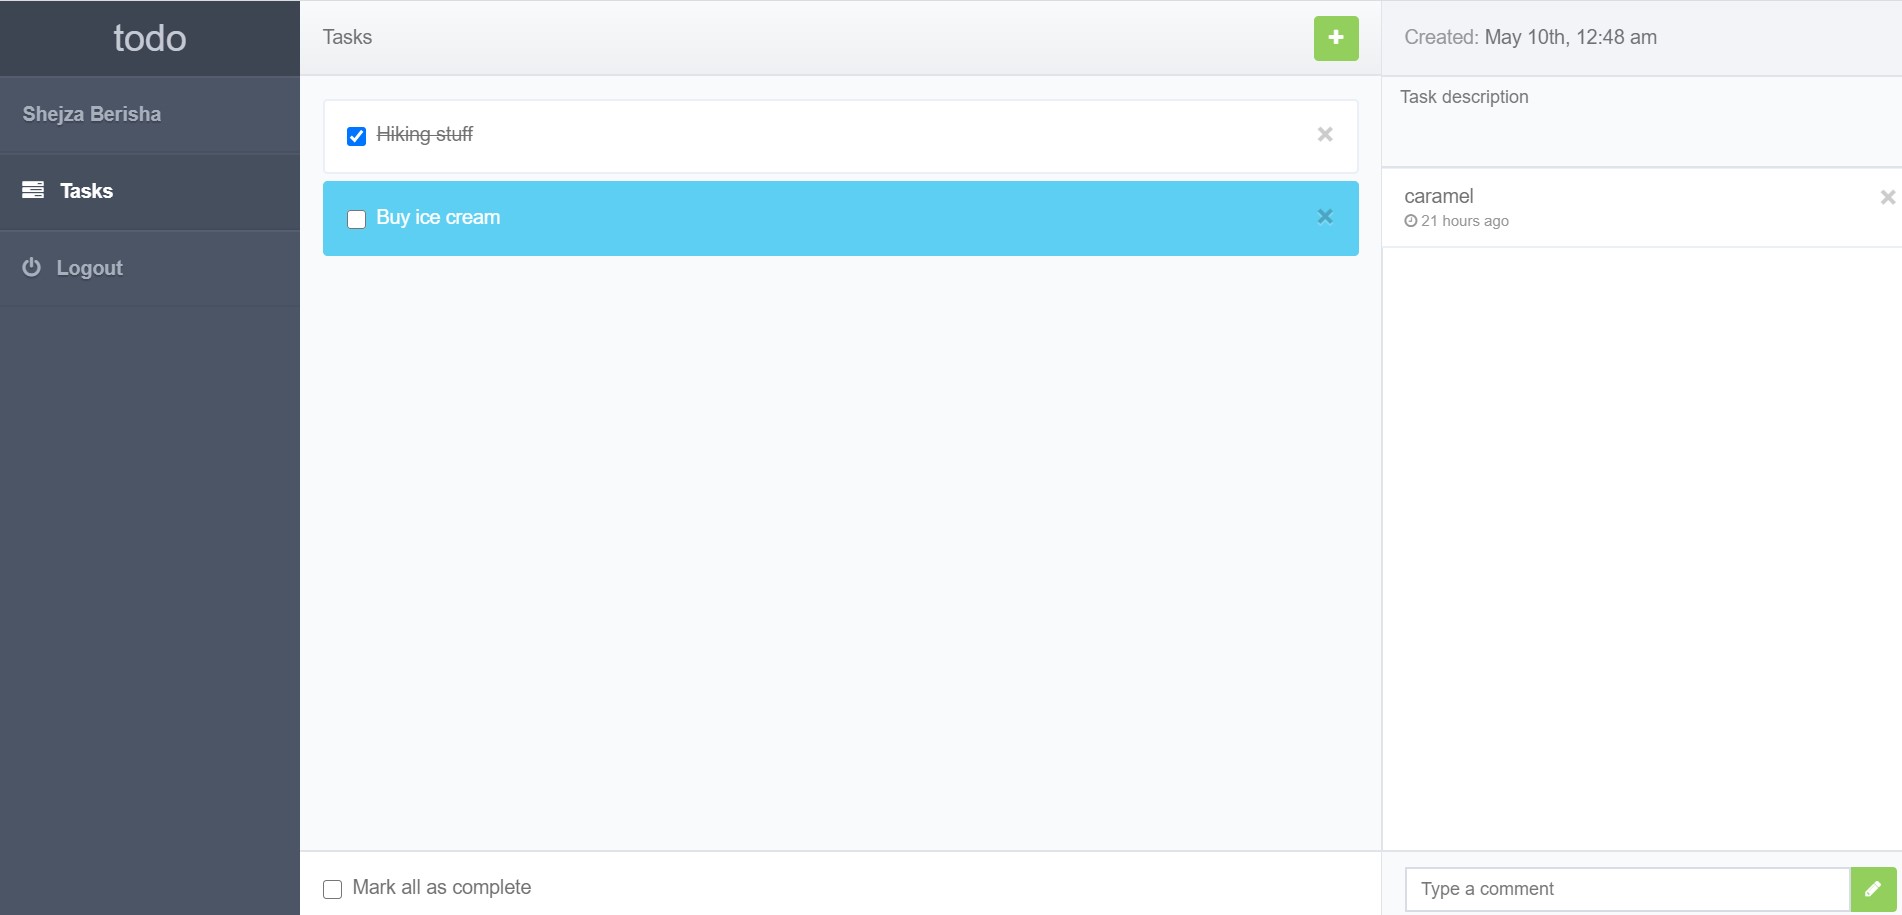 todo
Shejza Berisha
Tasks
Logout
Tasks
Hiking stuff
Buy ice cream
Mark all as complete
Created: May 10th, 12:48 am
Task description
caramel
21 hours ago
Type a comment